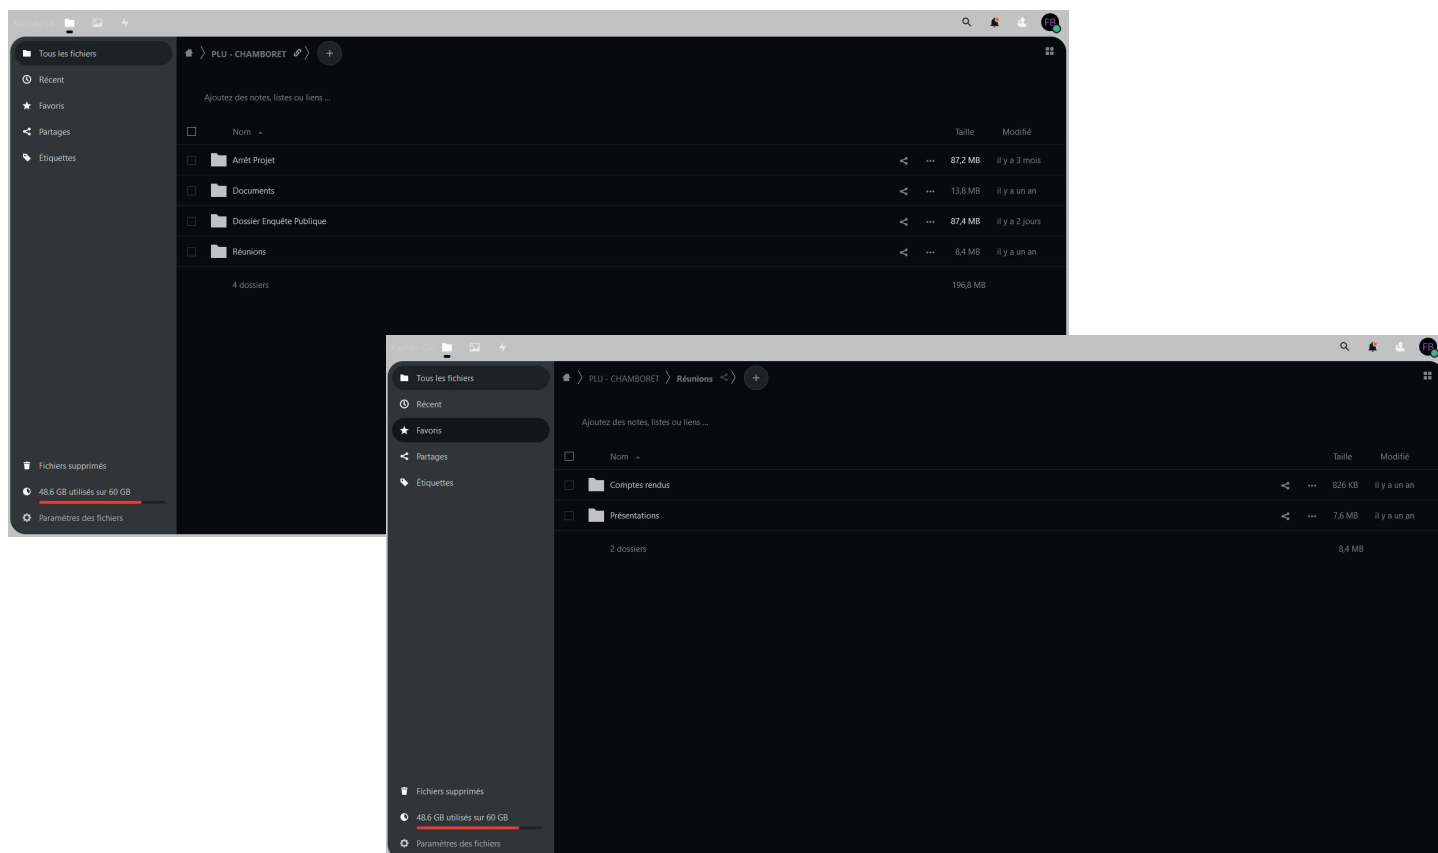 FB
Tous les fichiers
PLU - CHAMBORET
+
Récent
Ajoutez des notes, listes ou liens ...
Favoris
Partages
Nom
Taille
Modifié
Étiquettes
Arrêt Projet
87,2 MB
il y a 3 mois
Documents
13,8 MB
il y a un an
Dossier Enquête Publique
87,4 MB
il y a 2 jours
Réunions
8,4 MB
il y a un an
4 dossiers
196,8 MB
Fichiers supprimés
48.6 GB utilisés sur 60 GB
Paramètres des fichiers
FB
Tous les fichiers
PLU - CHAMBORET
Réunions
+
Récent
Ajoutez des notes, listes ou liens ...
Favoris
Partages
Nom
Taille
Modifié
Étiquettes
Comptes rendus
826 KB
il y a un an
Présentations
7,6 MB
il y a un an
2 dossiers
8,4 MB
Fichiers supprimés
48.6 GB utilisés sur 60 GB
Paramètres des fichiers